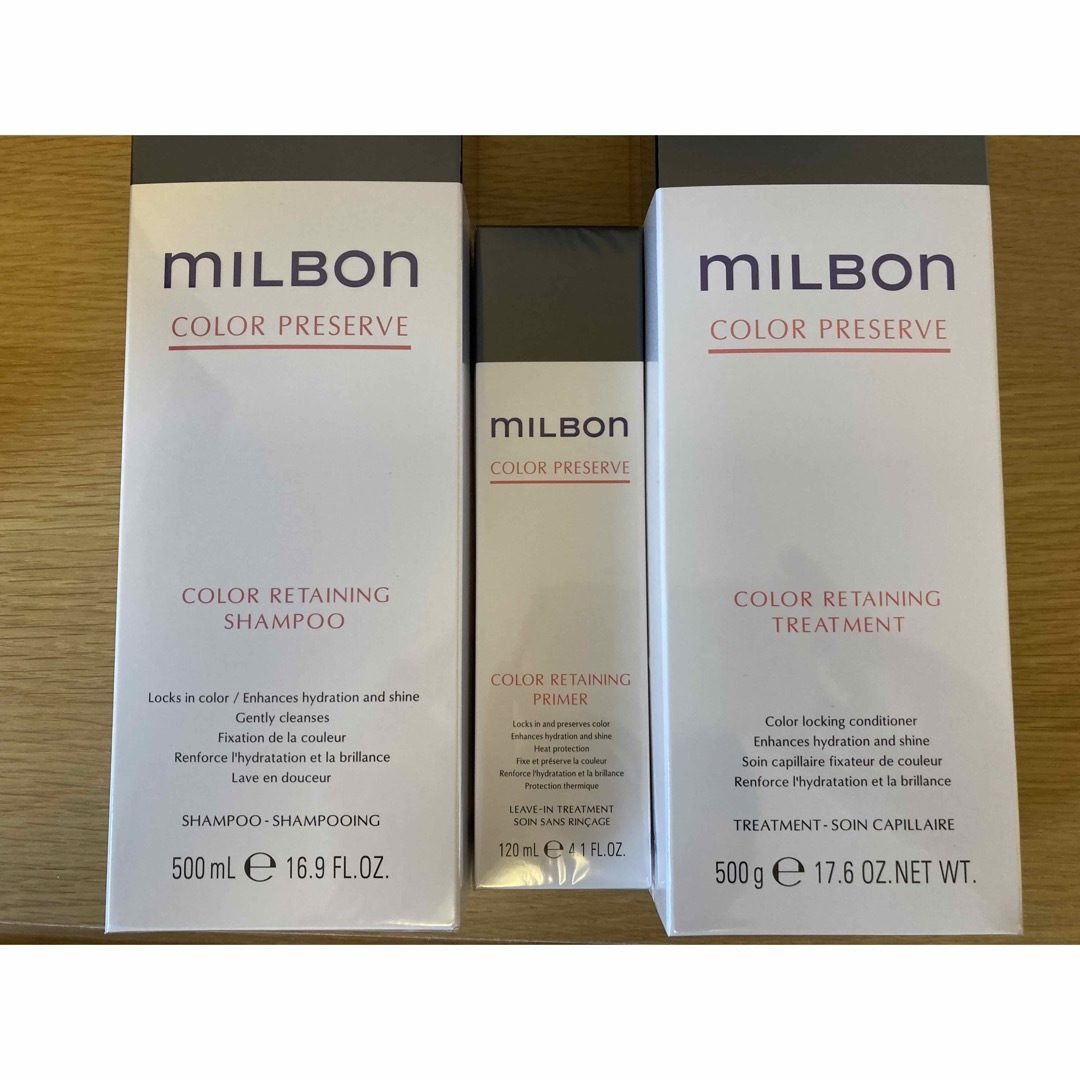 MILBON
COLOR PRESERVE
COLOR RETAINING
SHAMPOO
Locks in color / Enhances hydration and shine
Gently cleanses
Fixation de la couleur
Renforce l'hydratation et la brillance
Lave en douceur
SHAMPOO - SHAMPOOING
500 mL ℮ 16.9 FL.OZ.
MILBON
COLOR PRESERVE
COLOR RETAINING
PRIMER
Locks in and preserves color
Enhances hydration and shine
Heat protection
Fixe et préserve la couleur
Renforce l'hydratation et la brillance
Protection thermique
LEAVE-IN TREATMENT
SOIN SANS RINÇAGE
120 mL ℮ 4.1 FL.OZ.
MILBON
COLOR PRESERVE
COLOR RETAINING
TREATMENT
Color locking conditioner
Enhances hydration and shine
Soin capillaire fixateur de couleur
Renforce l'hydratation et la brillance
TREATMENT - SOIN CAPILLAIRE
500 g ℮ 17.6 OZ.NET WT.